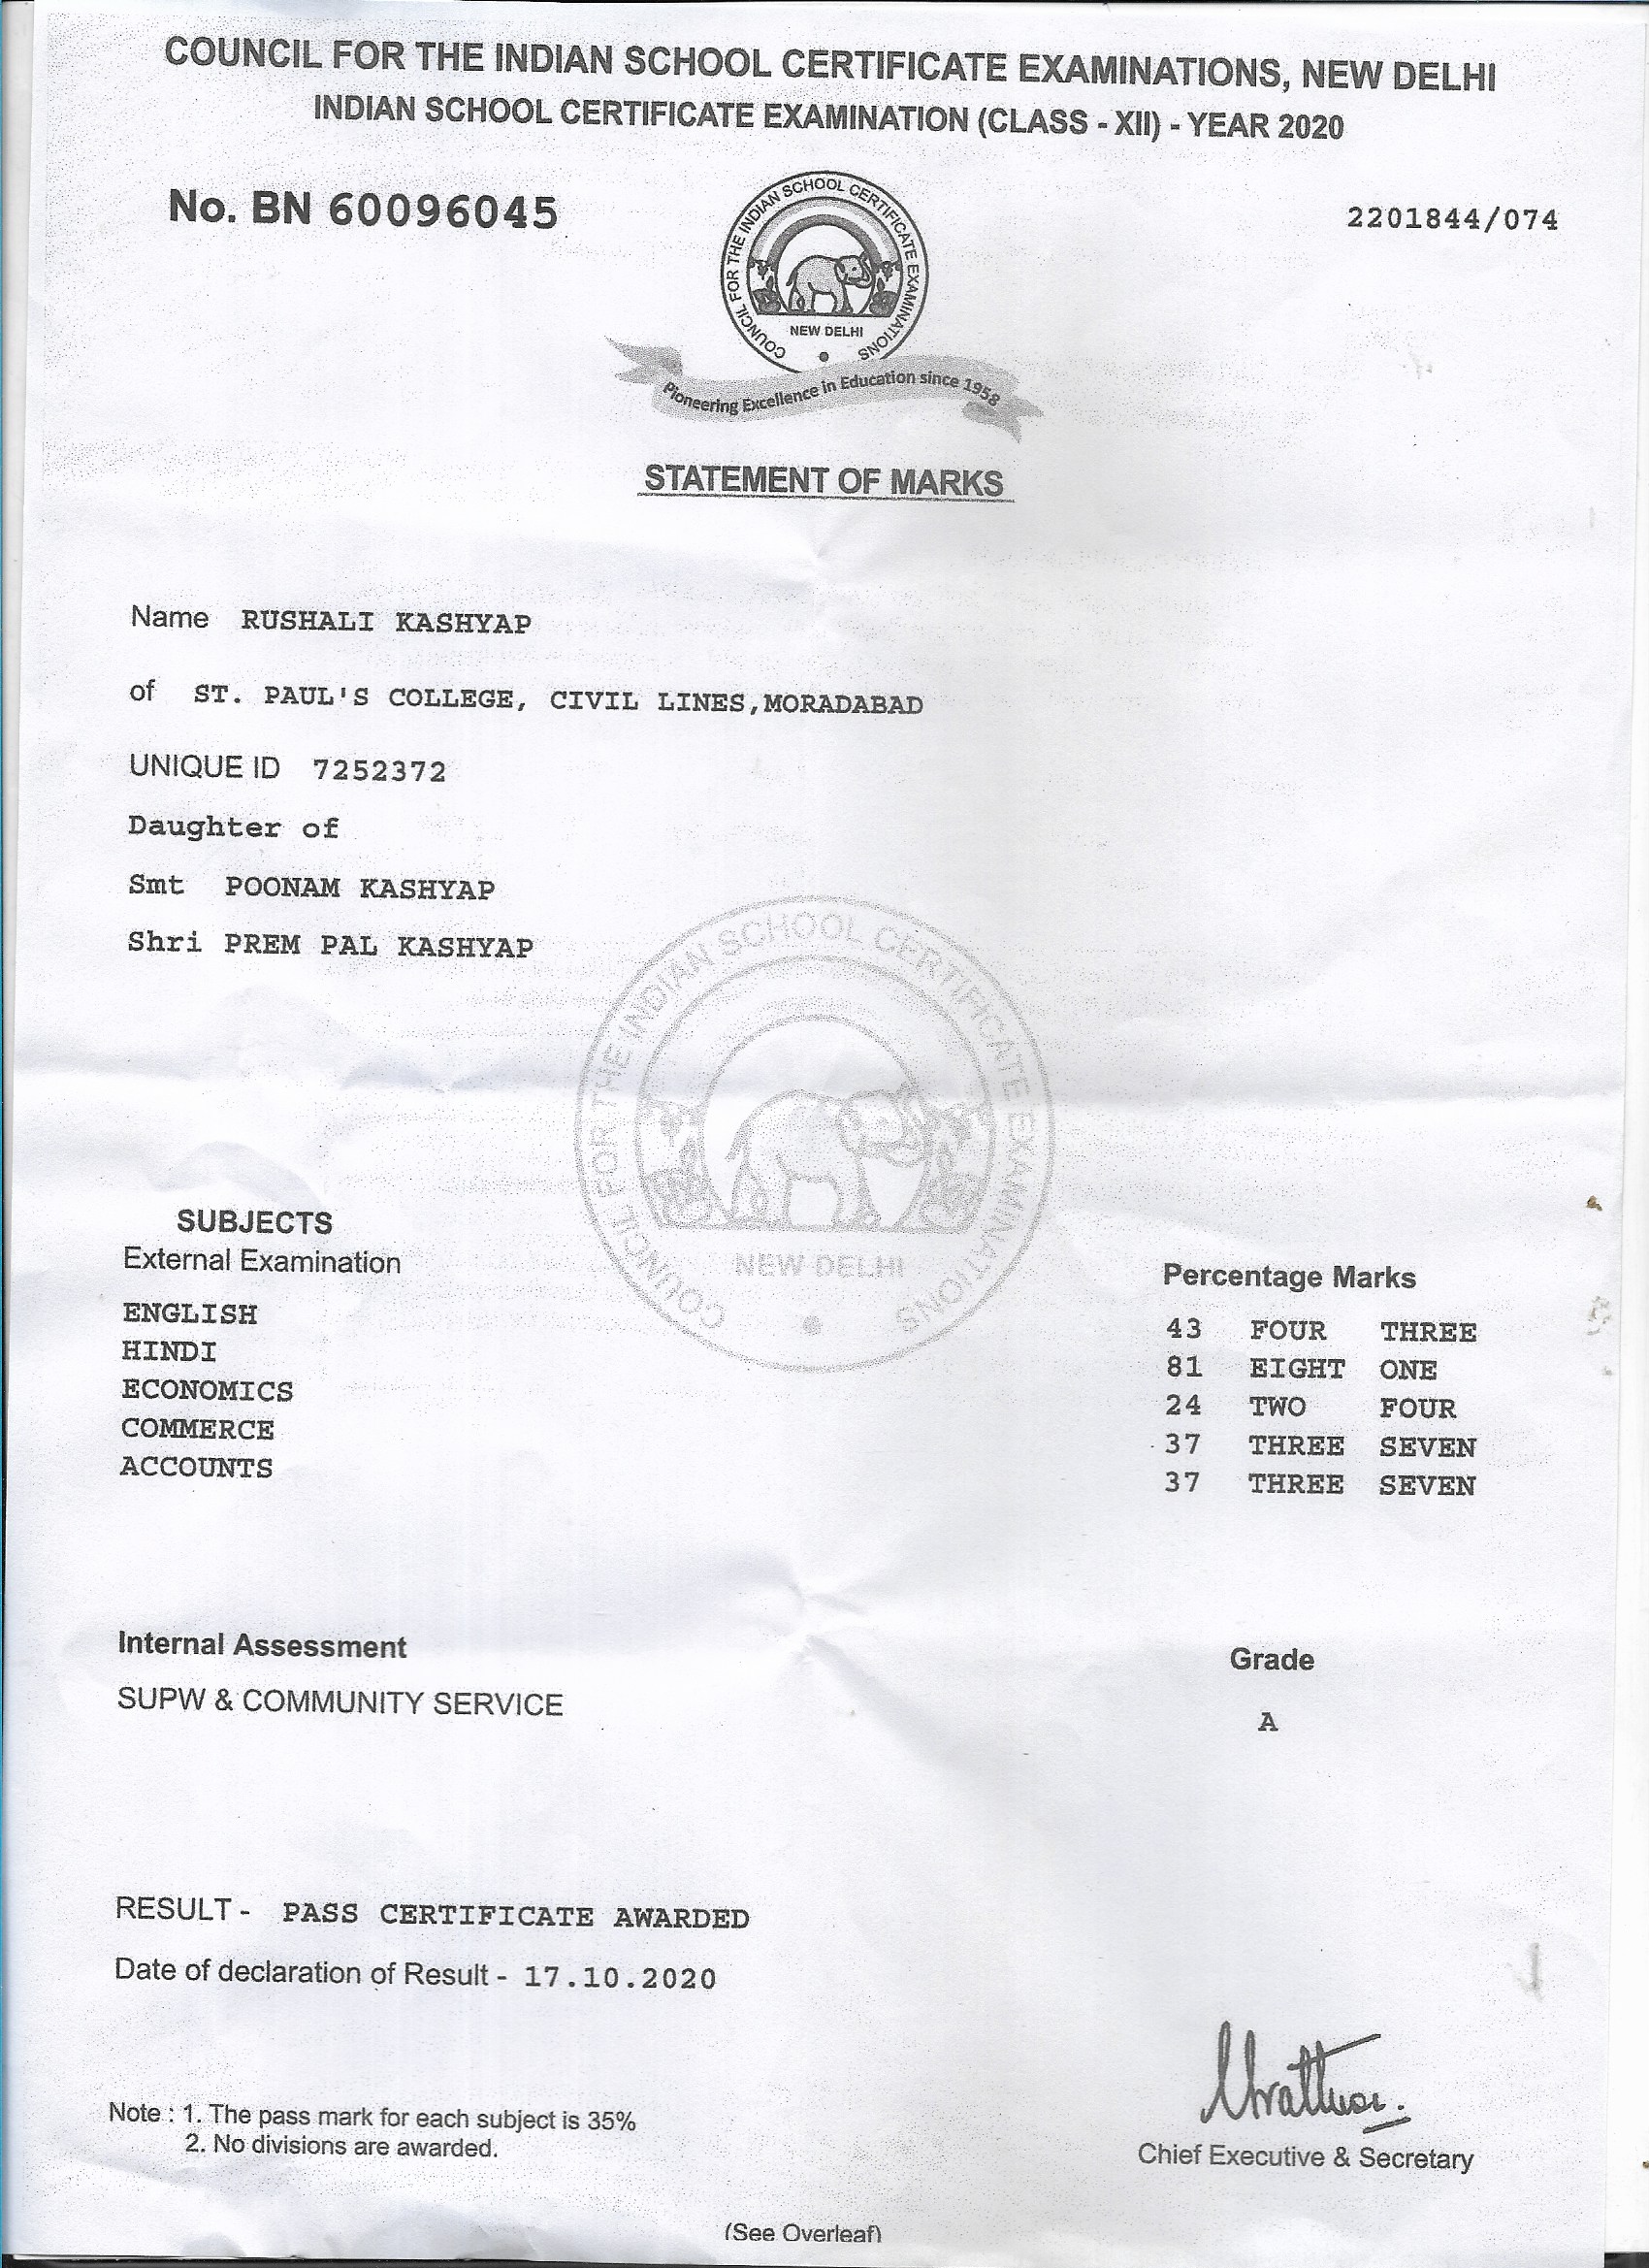 COUNCIL FOR THE INDIAN SCHOOL CERTIFICATE EXAMINATIONS, NEW DELHI
INDIAN SCHOOL CERTIFICATE EXAMINATION (CLASS - XII) - YEAR 2020
No. BN 60096045
2201844/074
COUNCIL FOR THE INDIAN SCHOOL CERTIFICATE EXAMINATIONS
NEW DELHI
Pioneering Excellence in Education since 1958
STATEMENT OF MARKS
Name RUSHALI KASHYAP
of ST. PAUL'S COLLEGE, CIVIL LINES,MORADABAD
UNIQUE ID 7252372
Daughter of
Smt POONAM KASHYAP
Shri PREM PAL KASHYAP
COUNCIL FOR THE INDIAN SCHOOL CERTIFICATE EXAMINATIONS
NEW DELHI
SUBJECTS
External Examination
Percentage Marks
ENGLISH 43 FOUR THREE
HINDI 81 EIGHT ONE
ECONOMICS 24 TWO FOUR
COMMERCE 37 THREE SEVEN
ACCOUNTS 37 THREE SEVEN
Internal Assessment Grade
SUPW & COMMUNITY SERVICE A
RESULT - PASS CERTIFICATE AWARDED
Date of declaration of Result - 17.10.2020
Note : 1. The pass mark for each subject is 35%
2. No divisions are awarded.
Chief Executive & Secretary
(See Overleaf)